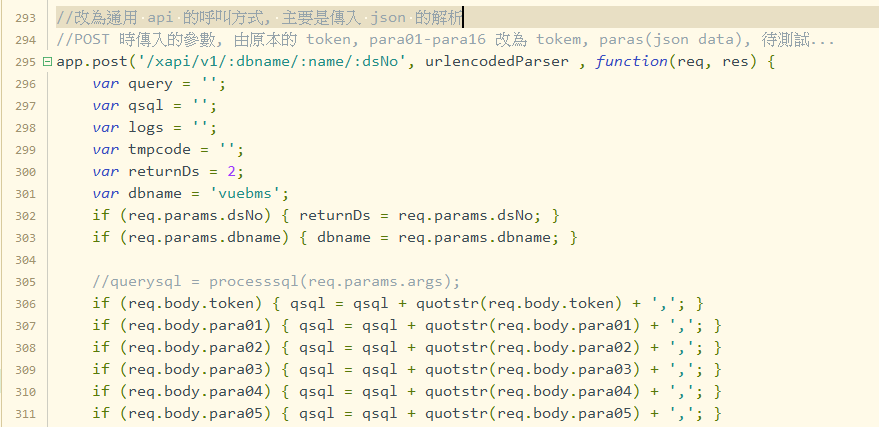 293 //改為通用 api 的呼叫方式, 主要是傳入 json 的解析
294 //POST 時傳入的參數, 由原本的 token, para01-para16 改為 tokem, paras(json data), 待測試...
295 app.post('/xapi/v1/:dbname/:name/:dsNo', urlencodedParser , function(req, res) {
296 var query = '';
297 var qsql = '';
298 var logs = '';
299 var tmpcode = '';
300 var returnDs = 2;
301 var dbname = 'vuebms';
302 if (req.params.dsNo) { returnDs = req.params.dsNo; }
303 if (req.params.dbname) { dbname = req.params.dbname; }
304
305 //querysql = processsql(req.params.args);
306 if (req.body.token) { qsql = qsql + quotstr(req.body.token) + ','; }
307 if (req.body.para01) { qsql = qsql + quotstr(req.body.para01) + ','; }
308 if (req.body.para02) { qsql = qsql + quotstr(req.body.para02) + ','; }
309 if (req.body.para03) { qsql = qsql + quotstr(req.body.para03) + ','; }
310 if (req.body.para04) { qsql = qsql + quotstr(req.body.para04) + ','; }
311 if (req.body.para05) { qsql = qsql + quotstr(req.body.para05) + ','; }